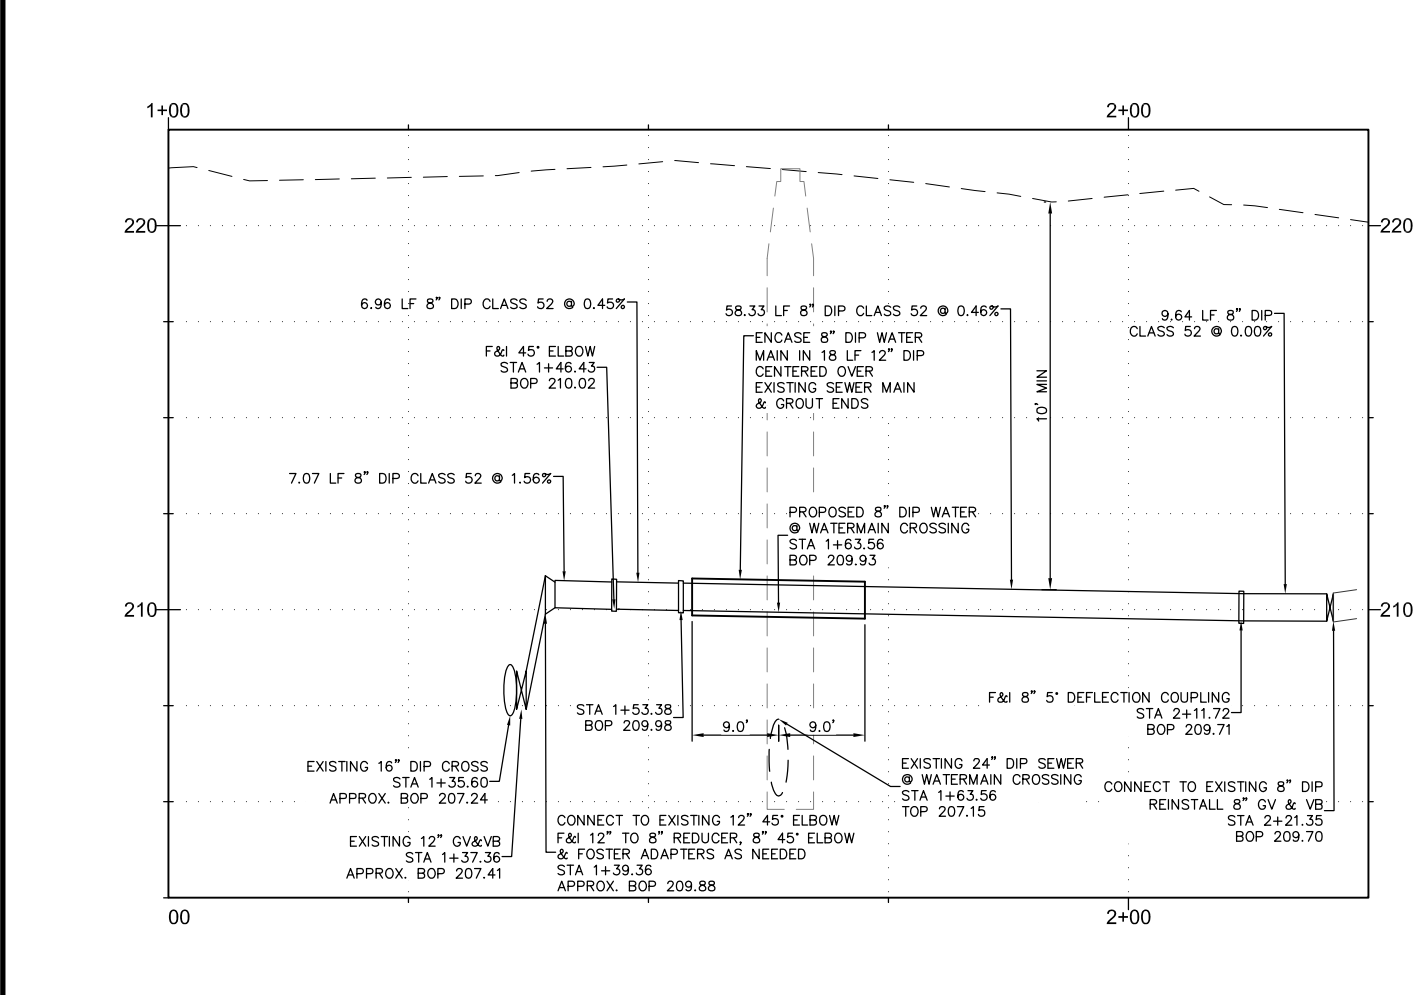 1+00
2+00
220
220
6.96 LF 8" DIP CLASS 52 @ 0.45%
58.33 LF 8" DIP CLASS 52 @ 0.46%
9.64 LF 8" DIP
CLASS 52 @ 0.00%
ENCASE 8" DIP WATER
MAIN IN 18 LF 12" DIP
CENTERED OVER
EXISTING SEWER MAIN
& GROUT ENDS
F&I 45° ELBOW
STA 1+46.43
BOP 210.02
10' MIN
7.07 LF 8" DIP CLASS 52 @ 1.56%
PROPOSED 8" DIP WATER
@ WATERMAIN CROSSING
STA 1+63.56
BOP 209.93
210
210
STA 1+53.38
BOP 209.98
9.0'
9.0'
F&I 8" 5° DEFLECTION COUPLING
STA 2+11.72
BOP 209.71
EXISTING 16" DIP CROSS
STA 1+35.60
APPROX. BOP 207.24
EXISTING 24" DIP SEWER
@ WATERMAIN CROSSING
STA 1+63.56
TOP 207.15
CONNECT TO EXISTING 8" DIP
REINSTALL 8" GV & VB
STA 2+21.35
BOP 209.70
EXISTING 12" GV&VB
STA 1+37.36
APPROX. BOP 207.41
CONNECT TO EXISTING 12" 45° ELBOW
F&I 12" TO 8" REDUCER, 8" 45° ELBOW
& FOSTER ADAPTERS AS NEEDED
STA 1+39.36
APPROX. BOP 209.88
00
2+00